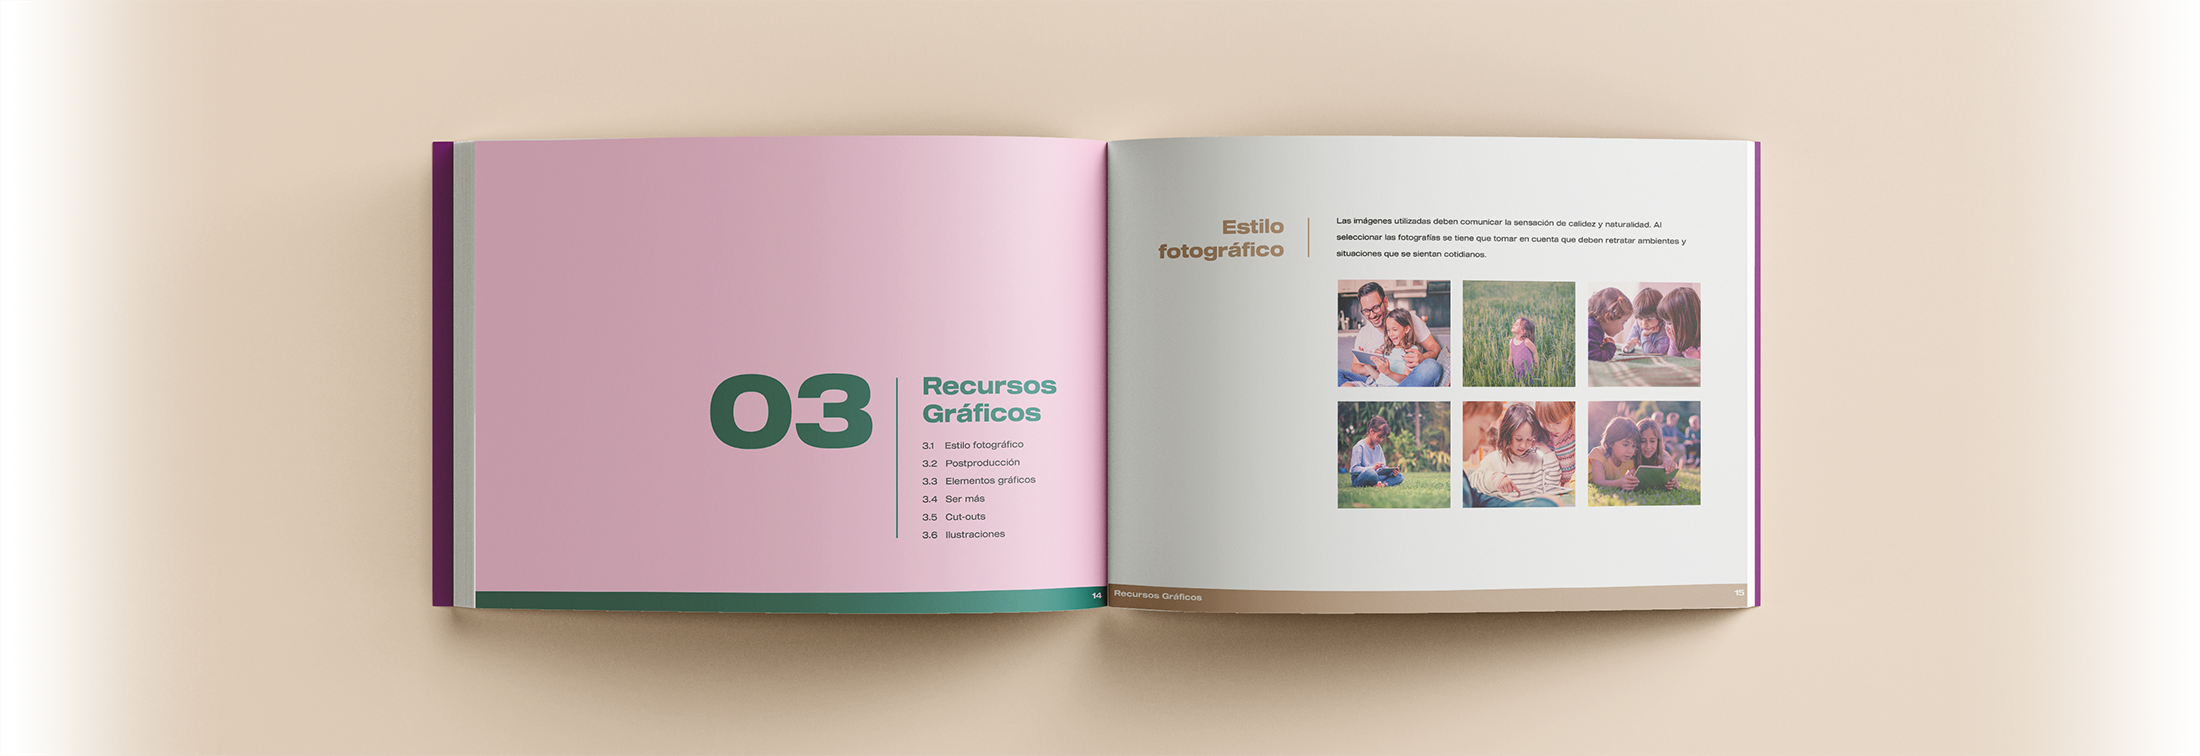 03
Recursos
Gráficos
3.1 Estilo fotográfico
3.2 Postproducción
3.3 Elementos gráficos
3.4 Ser más
3.5 Cut-outs
3.6 Ilustraciones
14
Estilo
fotográfico
Las imágenes utilizadas deben comunicar la sensación de calidez y naturalidad. Al
seleccionar las fotografías se tiene que tomar en cuenta que deben retratar ambientes y
situaciones que se sientan cotidianos.
Recursos Gráficos
15